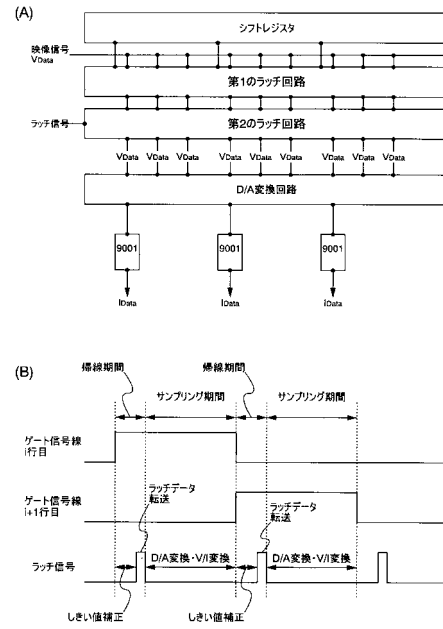 (A)
シフトレジスタ
映像信号
VData
第1のラッチ回路
第2のラッチ回路
ラッチ信号
VData VData VData VData VData VData VData VData VData
D/A変換回路
9001 9001 9001
iData iData iData
(B)
帰線期間 帰線期間
サンプリング期間 サンプリング期間
ゲート信号線
i行目
ラッチデータ
転送
ラッチデータ
転送
ゲート信号線
i+1行目
D/A変換・V/I変換 D/A変換・V/I変換
ラッチ信号
しきい値補正 しきい値補正